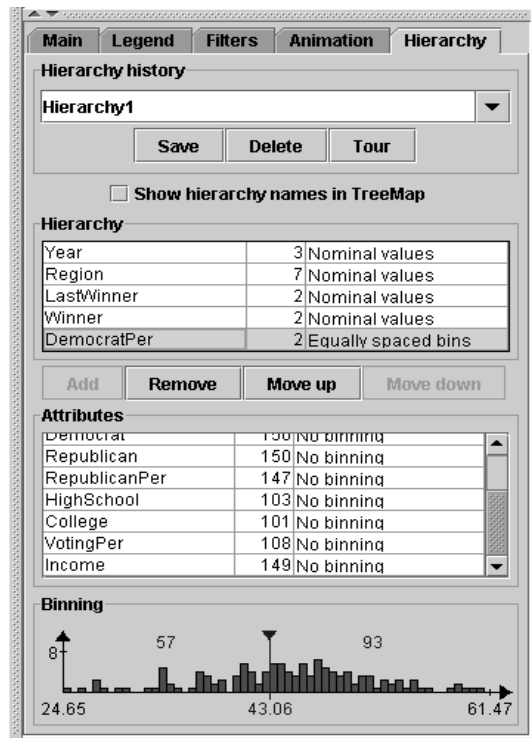 Main Legend Filters Animation Hierarchy
Hierarchy history
Hierarchy1
Save Delete Tour
Show hierarchy names in TreeMap
Hierarchy
Year 3 Nominal values
Region 7 Nominal values
LastWinner 2 Nominal values
Winner 2 Nominal values
DemocratPer 2 Equally spaced bins
Add Remove Move up Move down
Attributes
Democrat 150 No binning
Republican 150 No binning
RepublicanPer 147 No binning
HighSchool 103 No binning
College 101 No binning
VotingPer 108 No binning
Income 149 No binning
Binning
57 93
8
24.65 43.06 61.47